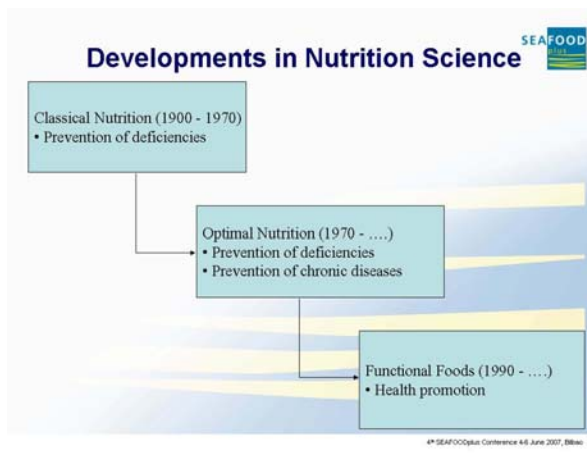 SEAFOOD
plus
Developments in Nutrition Science
Classical Nutrition (1900 - 1970)
• Prevention of deficiencies
Optimal Nutrition (1970 - ....)
• Prevention of deficiencies
• Prevention of chronic diseases
Functional Foods (1990 - ....)
• Health promotion
4th SEAFOODplus Conference 4-6 June 2007, Bilbao